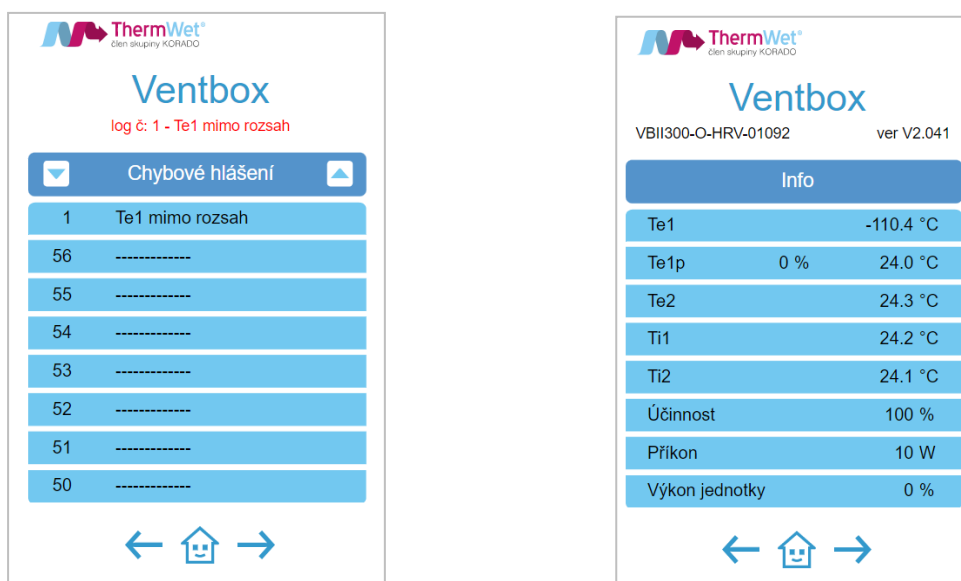 ThermWet®
člen skupiny KORADO
Ventbox
log č: 1 - Te1 mimo rozsah
Chybové hlášení
1 Te1 mimo rozsah
56 -------------
55 -------------
54 -------------
53 -------------
52 -------------
51 -------------
50 -------------
ThermWet®
člen skupiny KORADO
Ventbox
VBII300-O-HRV-01092 ver V2.041
Info
Te1 -110.4 °C
Te1p 0 % 24.0 °C
Te2 24.3 °C
Ti1 24.2 °C
Ti2 24.1 °C
Účinnost 100 %
Příkon 10 W
Výkon jednotky 0 %